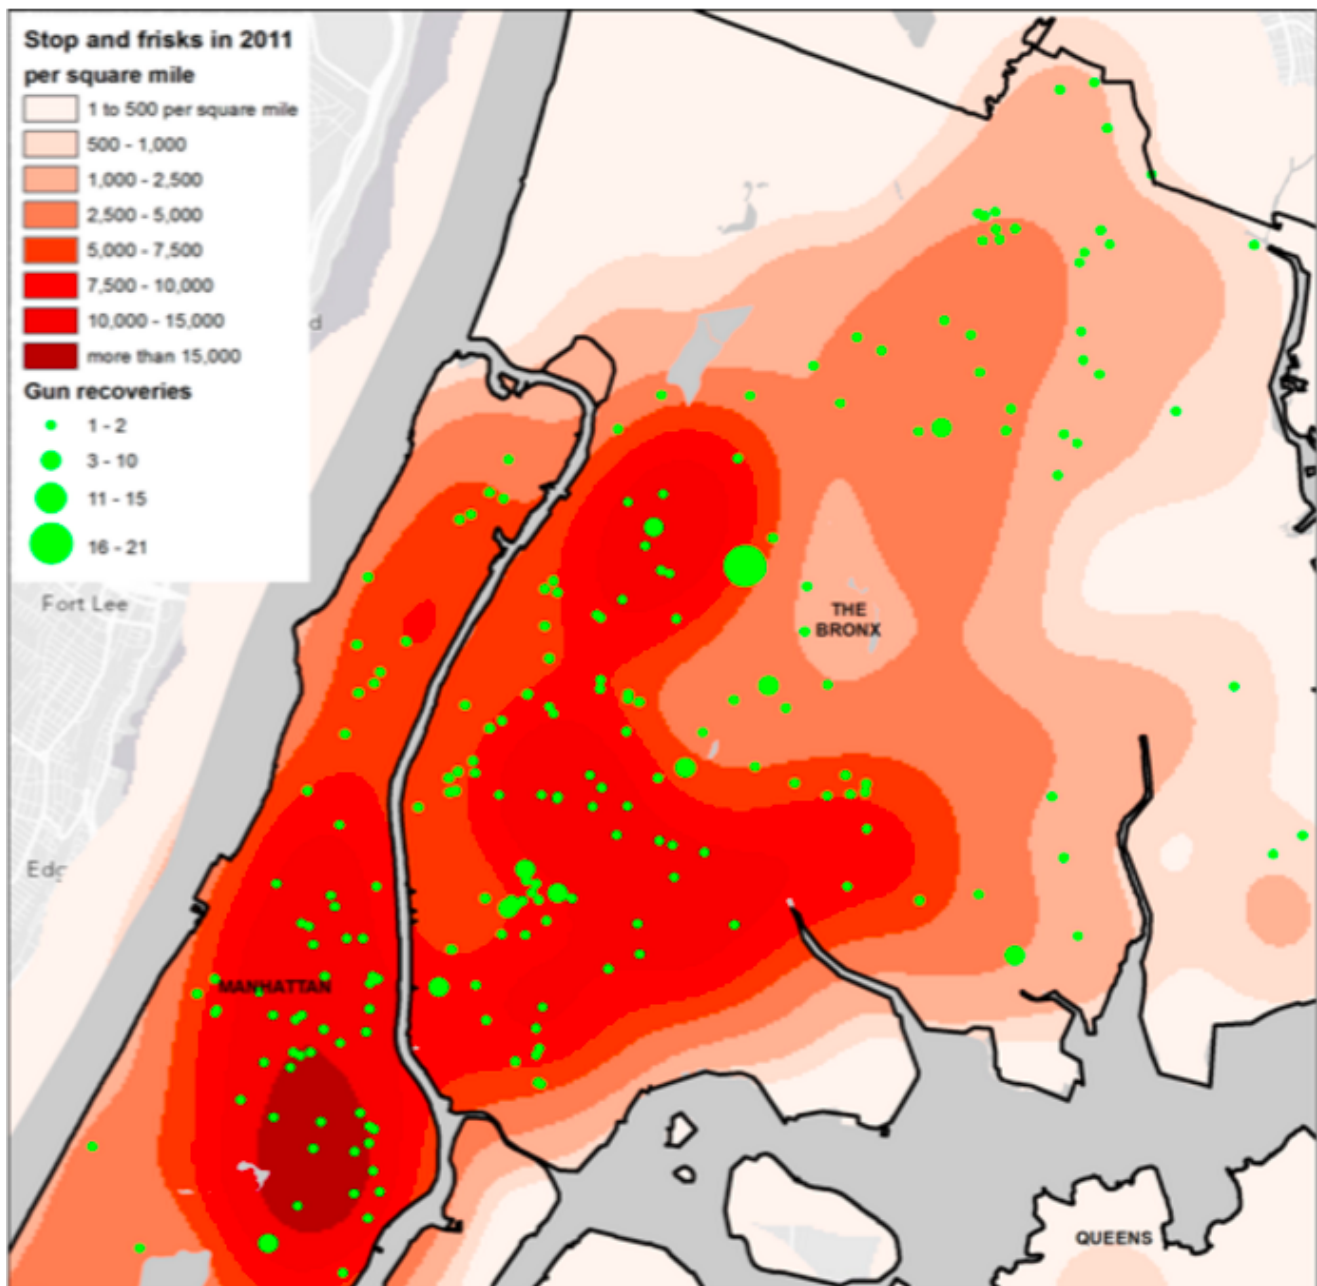 Stop and frisks in 2011
per square mile
1 to 500 per square mile
500 - 1,000
1,000 - 2,500
2,500 - 5,000
5,000 - 7,500
7,500 - 10,000
10,000 - 15,000
more than 15,000
Gun recoveries
1 - 2
3 - 10
11 - 15
16 - 21
d
Fort Lee
THE
BRONX
Edg
MANHATTAN
QUEENS